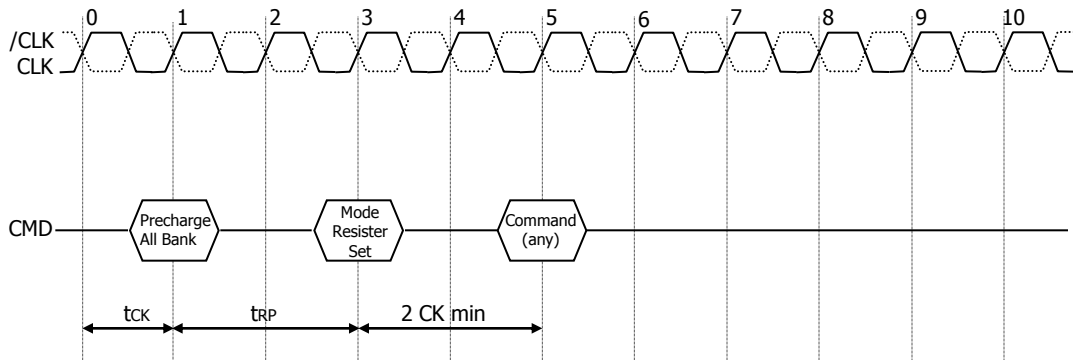 0 1 2 3 4 5 6 7 8 9 10
/CLK
CLK
CMD
Precharge
All Bank
Mode
Resister
Set
Command
(any)
tCK
tRP
2 CK min